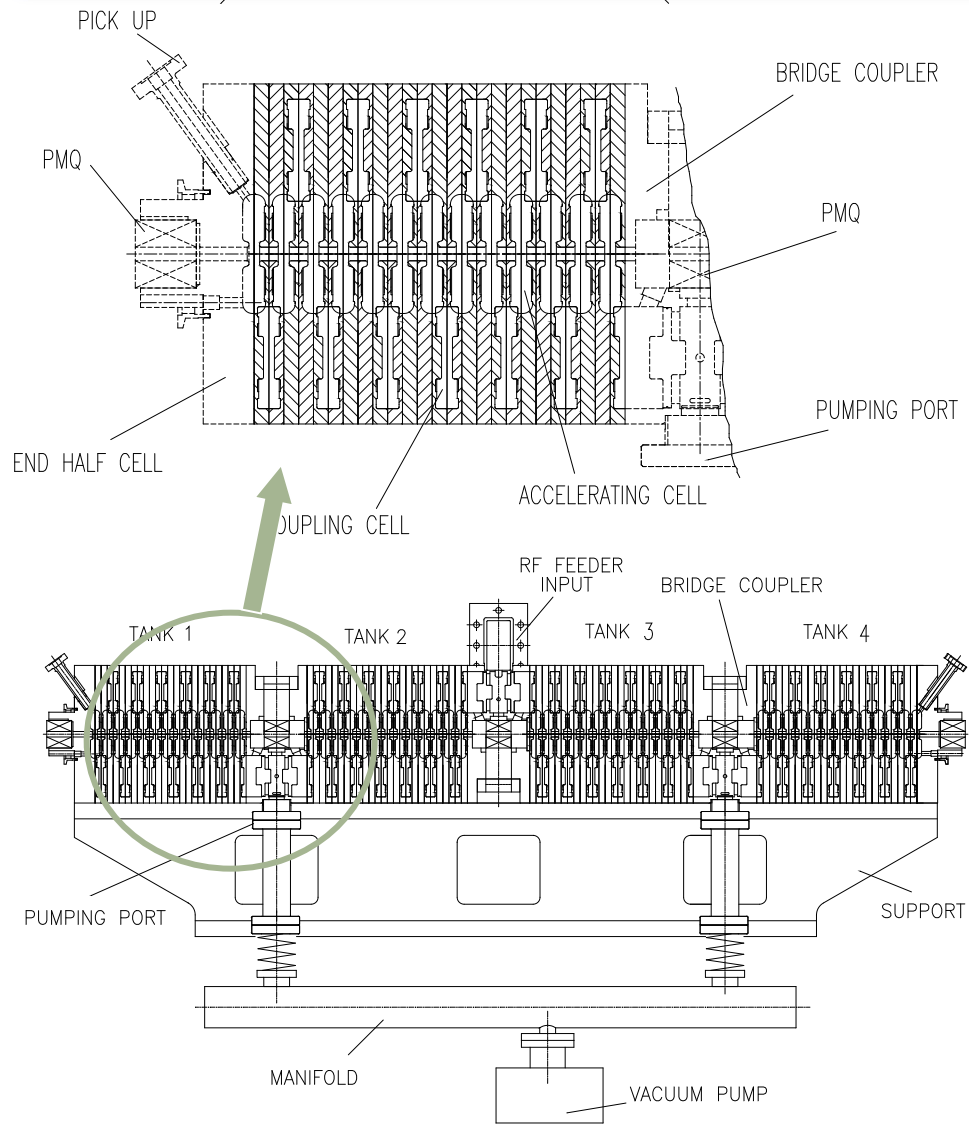 PICK UP
BRIDGE COUPLER
PMQ
PMQ
PUMPING PORT
END HALF CELL
ACCELERATING CELL
OUPLING CELL
RF FEEDER
INPUT
BRIDGE COUPLER
TANK 1
TANK 2
TANK 3
TANK 4
PUMPING PORT
SUPPORT
MANIFOLD
VACUUM PUMP